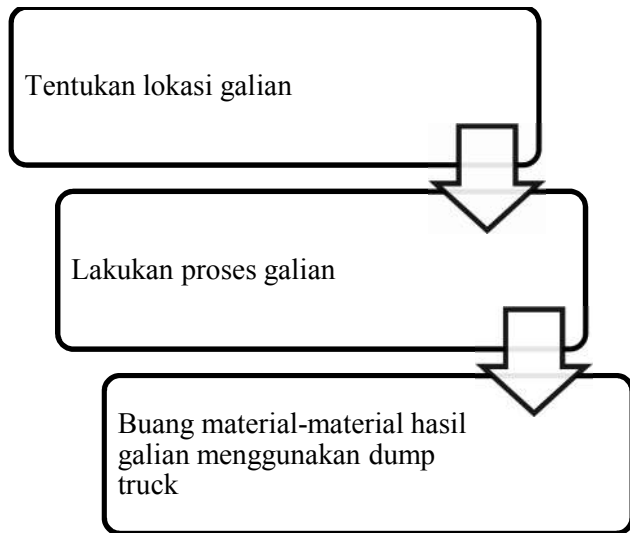 Tentukan lokasi galian
Lakukan proses galian
Buang material-material hasil
galian menggunakan dump
truck